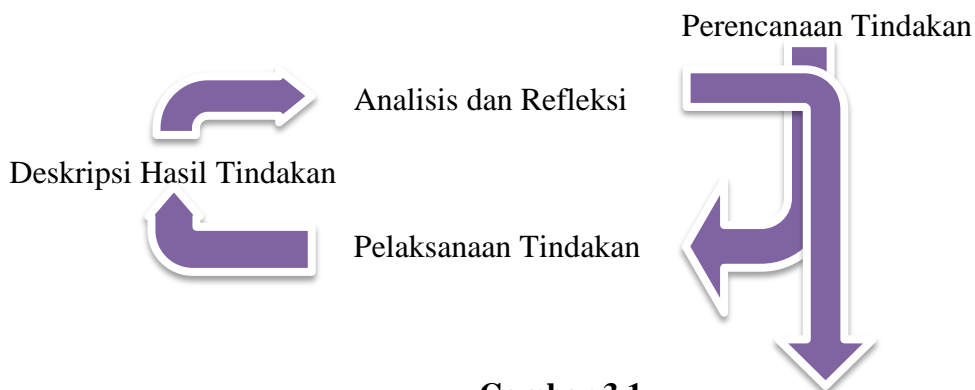 Perencanaan Tindakan
Analisis dan Refleksi
Deskripsi Hasil Tindakan
Pelaksanaan Tindakan
Gambar 3.1